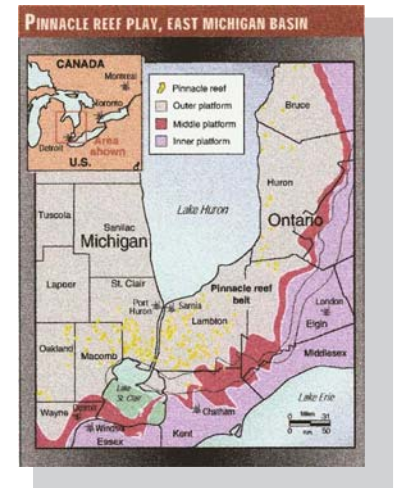 PINNACLE REEF PLAY, EAST MICHIGAN BASIN
CANADA
Montreal
Toronto
Detroit
Area
shown
U.S.
Pinnacle reef
Outer platform
Middle platform
Inner platform
Bruce
Huron
Lake Huron
Ontario
Tuscola
Sanilac
Michigan
Lapeer
St. Clair
Pinnacle reef
belt
Port
Huron
Sarnia
Lambton
London
Elgin
Middlesex
Oakland
Macomb
Lake
St. Clair
Lake Erie
Wayne
Detroit
Chatham
Miles
0
31
0
km
50
Windsor
Kent
Essex